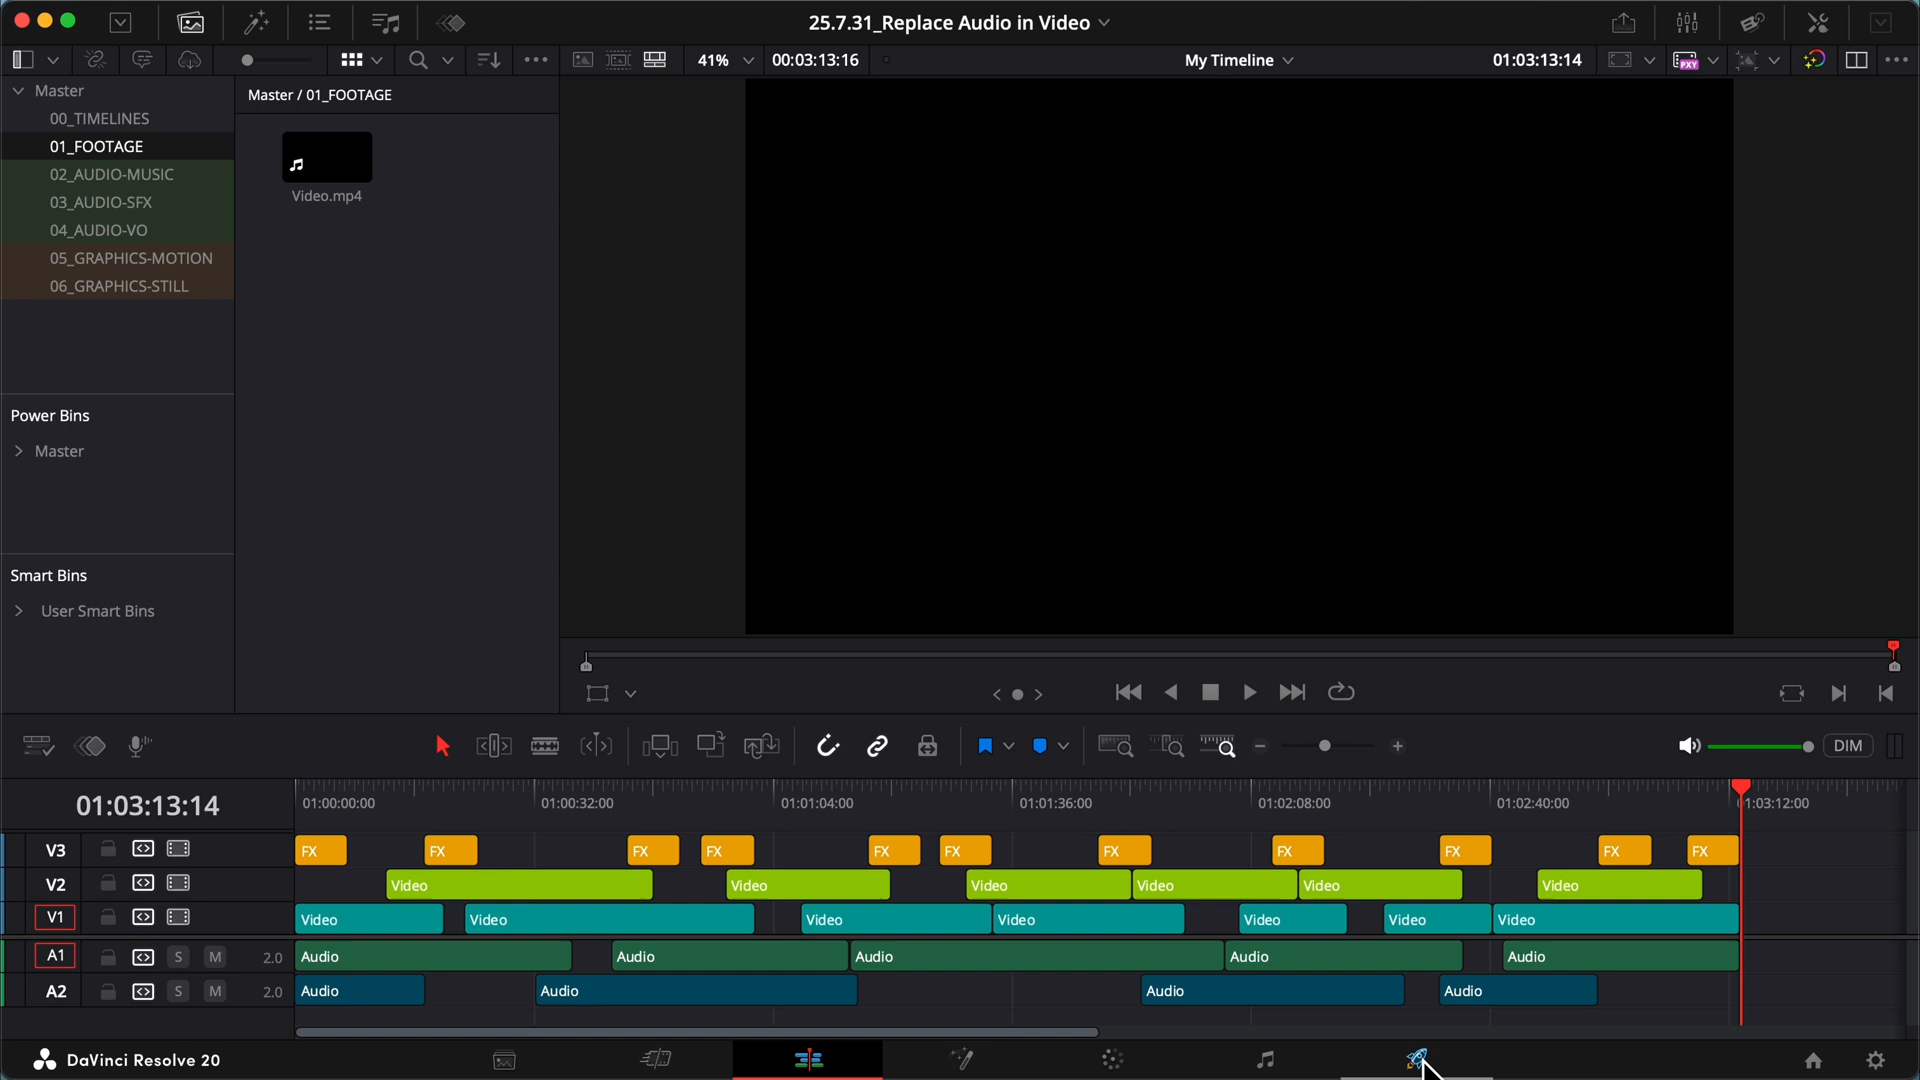 25.7.31_Replace Audio in Video
41%
00:03:13:16
My Timeline
01:03:13:14
PXY
Master
Master / 01_FOOTAGE
00_TIMELINES
01_FOOTAGE
02_AUDIO-MUSIC
03_AUDIO-SFX
04_AUDIO-VO
05_GRAPHICS-MOTION
06_GRAPHICS-STILL
Video.mp4
Power Bins
Master
Smart Bins
User Smart Bins
DIM
01:03:13:14
01:00:00:00
01:00:32:00
01:01:04:00
01:01:36:00
01:02:08:00
01:02:40:00
01:03:12:00
V3
FX FX FX FX FX FX FX FX FX FX FX
V2
Video Video Video Video Video Video
V1
Video Video Video Video Video Video Video
A1 S M 2.0
Audio Audio Audio Audio Audio
A2 S M 2.0
Audio Audio Audio Audio
DaVinci Resolve 20